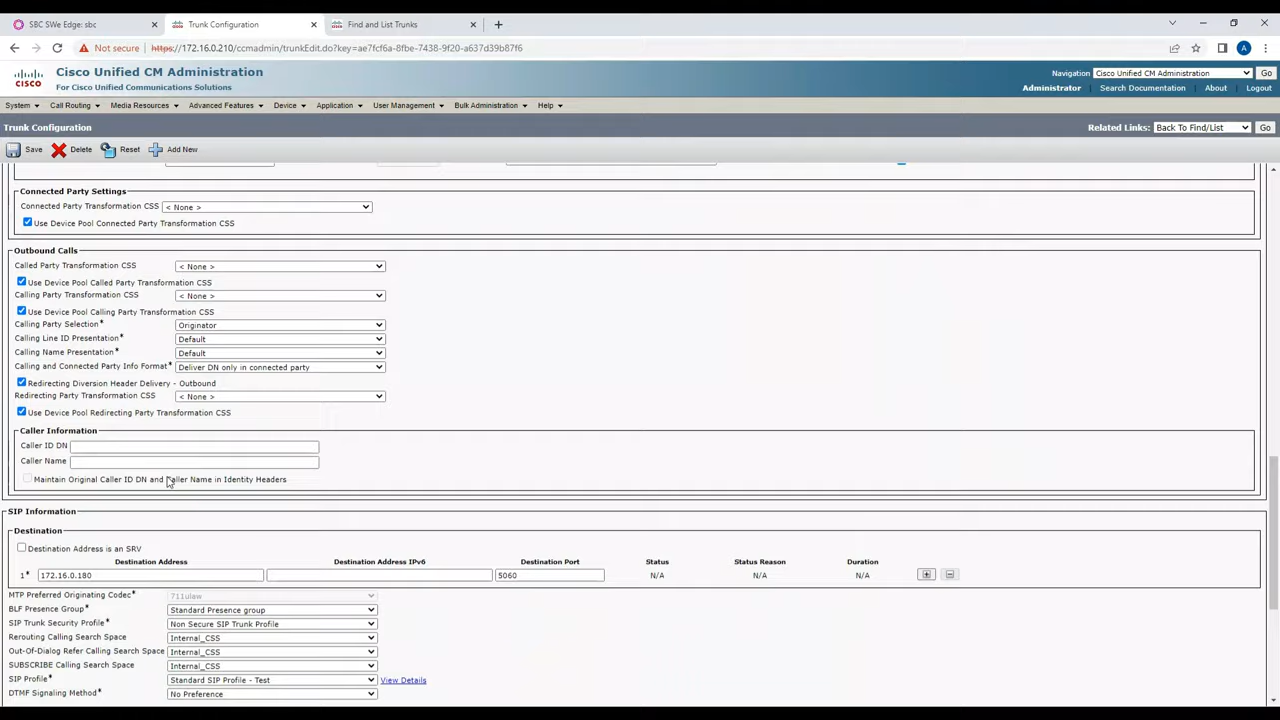 SBC SWe Edge: sbc
Trunk Configuration
Find and List Trunks
Not secure https://172.16.0.210/ccmadmin/trunkEdit.do?key=ae7fcf6a-8fbe-7438-9f20-a637d39b87f6
A
CISCO
Cisco Unified CM Administration
For Cisco Unified Communications Solutions
Navigation Cisco Unified CM Administration Go
Administrator Search Documentation About Logout
System Call Routing Media Resources Advanced Features Device Application User Management Bulk Administration Help
Trunk Configuration
Related Links: Back To Find/List Go
Save Delete Reset Add New
Connected Party Settings
Connected Party Transformation CSS < None >
Use Device Pool Connected Party Transformation CSS
Outbound Calls
Called Party Transformation CSS < None >
Use Device Pool Called Party Transformation CSS
Calling Party Transformation CSS < None >
Use Device Pool Calling Party Transformation CSS
Calling Party Selection* Originator
Calling Line ID Presentation* Default
Calling Name Presentation* Default
Calling and Connected Party Info Format* Deliver DN only in connected party
Redirecting Diversion Header Delivery - Outbound
Redirecting Party Transformation CSS < None >
Use Device Pool Redirecting Party Transformation CSS
Caller Information
Caller ID DN
Caller Name
Maintain Original Caller ID DN and Caller Name in Identity Headers
SIP Information
Destination
Destination Address is an SRV
Destination Address Destination Address IPv6 Destination Port Status Status Reason Duration
1* 172.16.0.180 5060 N/A N/A N/A
MTP Preferred Originating Codec* 711ulaw
BLF Presence Group* Standard Presence group
SIP Trunk Security Profile* Non Secure SIP Trunk Profile
Rerouting Calling Search Space Internal_CSS
Out-Of-Dialog Refer Calling Search Space Internal_CSS
SUBSCRIBE Calling Search Space Internal_CSS
SIP Profile* Standard SIP Profile - Test View Details
DTMF Signaling Method* No Preference